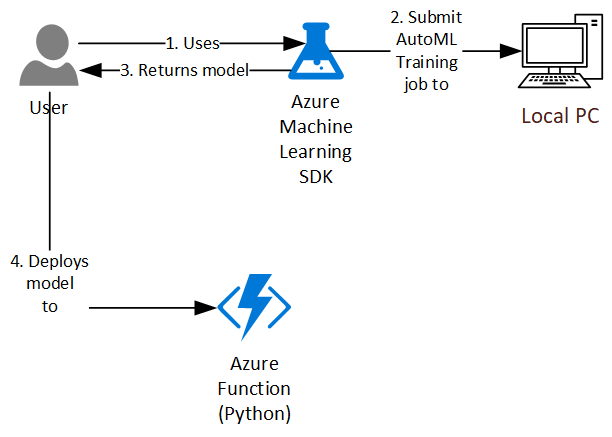 1. Uses
2. Submit
AutoML
Training
job to
3. Returns model
User
Azure
Machine
Learning
SDK
Local PC
4. Deploys
model
to
Azure
Function
(Python)